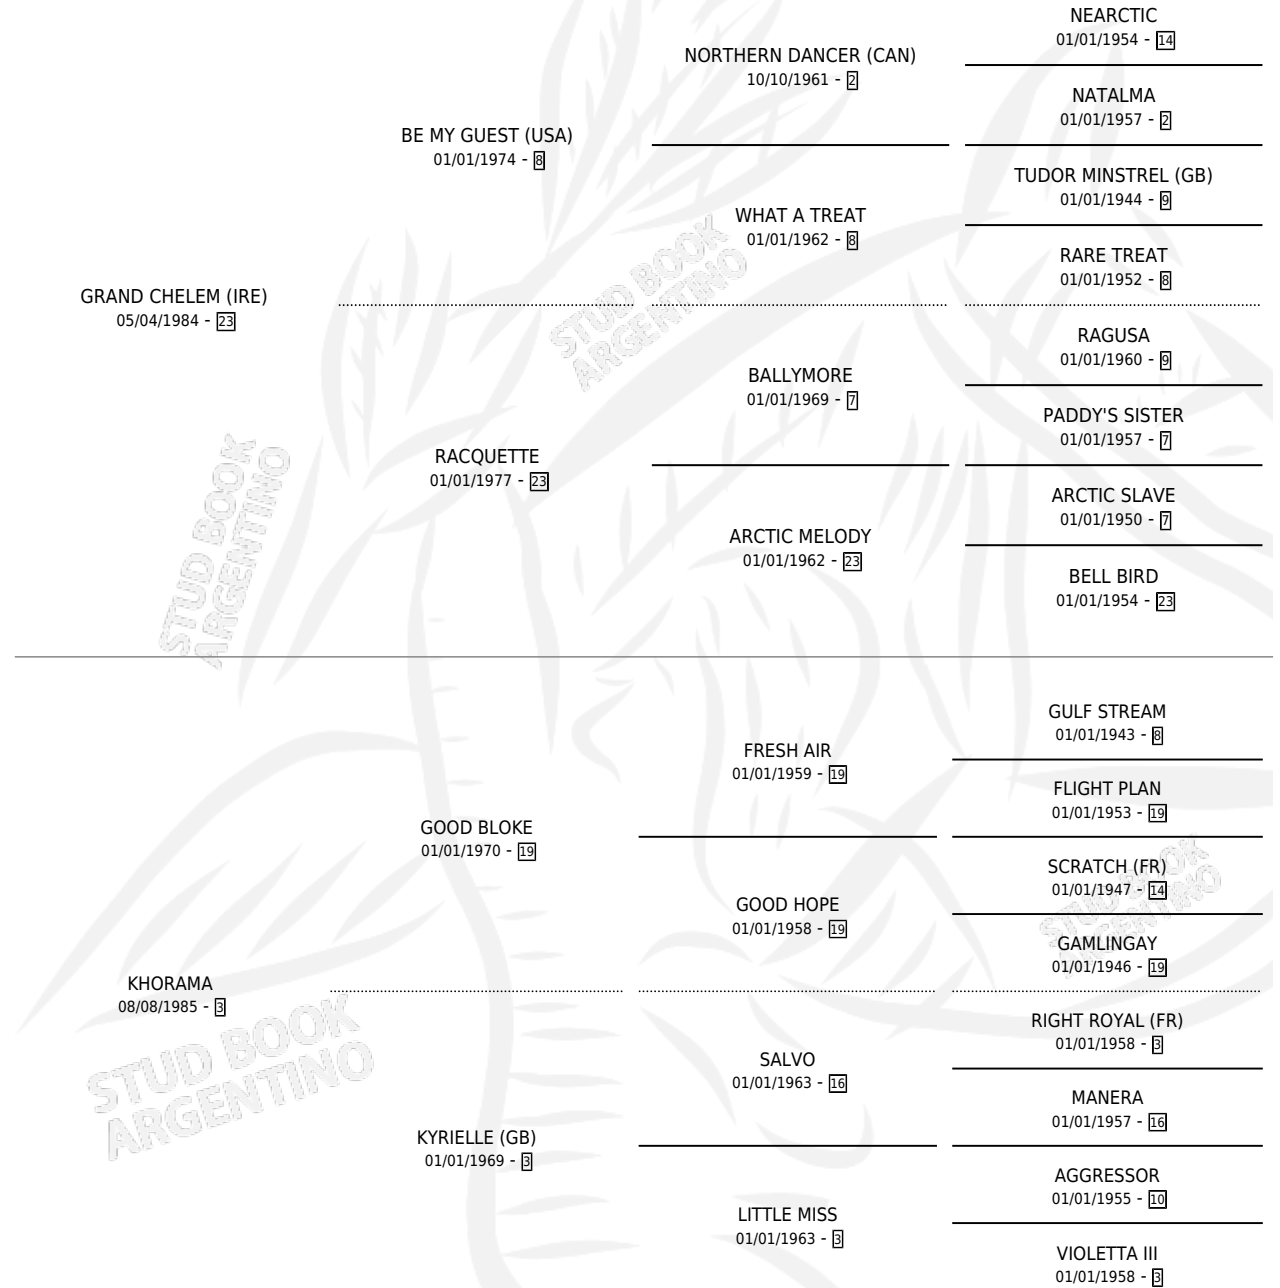 NEARCTIC
01/01/1954 - 14
NORTHERN DANCER (CAN)
10/10/1961 - 2
NATALMA
01/01/1957 - 2
BE MY GUEST (USA)
01/01/1974 - 8
TUDOR MINSTREL (GB)
01/01/1944 - 9
WHAT A TREAT
01/01/1962 - 8
RARE TREAT
01/01/1952 - 8
GRAND CHELEM (IRE)
05/04/1984 - 23
STUD BOOK
ARGENTINO
RAGUSA
01/01/1960 - 9
BALLYMORE
01/01/1969 - 7
PADDY'S SISTER
01/01/1957 - 7
RACQUETTE
01/01/1977 - 23
ARCTIC SLAVE
01/01/1950 - 7
ARCTIC MELODY
01/01/1962 - 23
BELL BIRD
01/01/1954 - 23
STUD BOOK
ARGENTINO
GULF STREAM
01/01/1943 - 8
FRESH AIR
01/01/1959 - 19
FLIGHT PLAN
01/01/1953 - 19
GOOD BLOKE
01/01/1970 - 19
SCRATCH (FR)
01/01/1947 - 14
GOOD HOPE
01/01/1958 - 19
GAMLINGAY
01/01/1946 - 19
STUD BOOK
ARGENTINO
KHORAMA
08/08/1985 - 3
RIGHT ROYAL (FR)
01/01/1958 - 3
SALVO
01/01/1963 - 16
MANERA
01/01/1957 - 16
STUD BOOK
ARGENTINO
KYRIELLE (GB)
01/01/1969 - 3
AGGRESSOR
01/01/1955 - 10
LITTLE MISS
01/01/1963 - 3
VIOLETTA III
01/01/1958 - 3